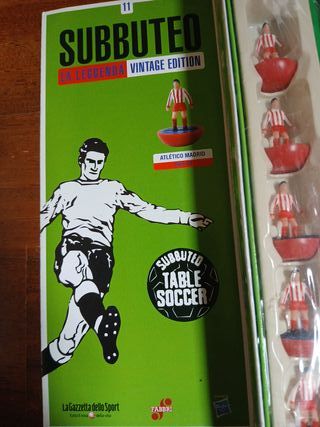 11
SUBBUTEO
LA LEGGENDA VINTAGE EDITION
ATLÉTICO MADRID
SUBBUTEO
TABLE
SOCCER
La Gazzetta dello Sport
FABBRI